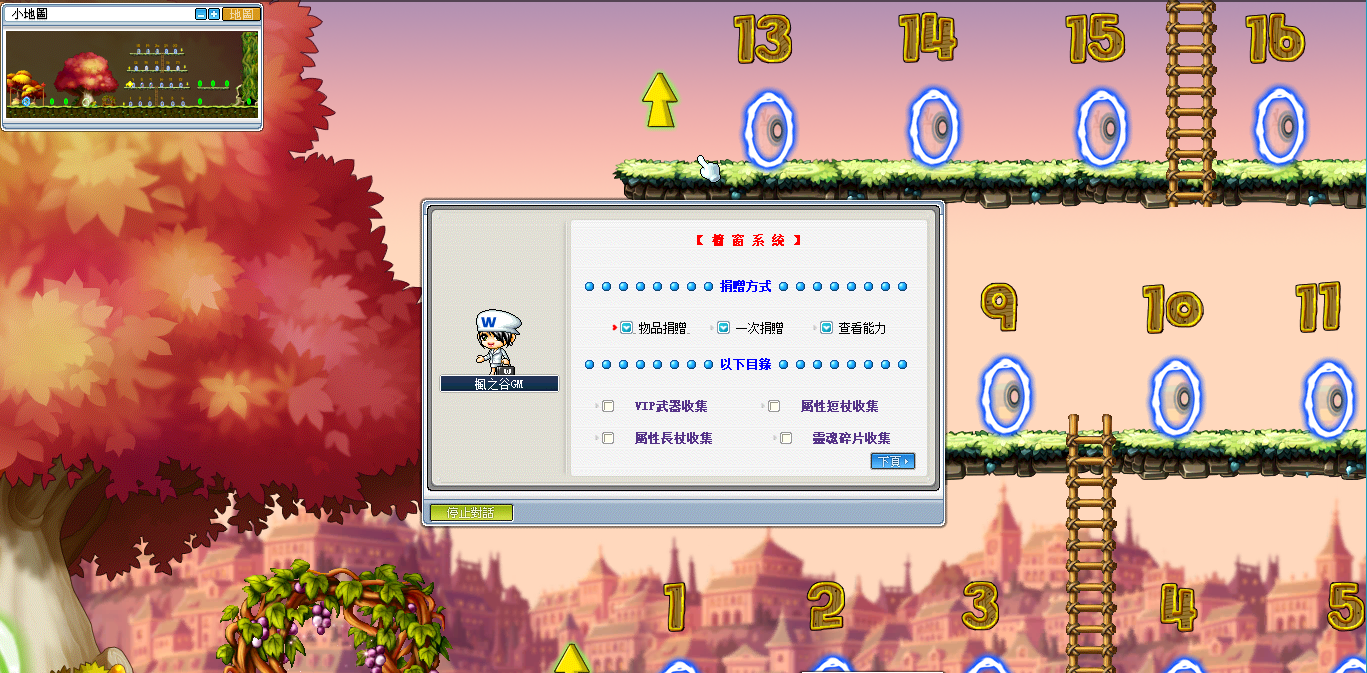 小地圖 地圖
13 14 15 16
【櫥窗系統】
捐贈方式
物品捐贈 一次捐贈 查看能力
以下目錄
VIP武器收集 屬性短杖收集
屬性長杖收集 靈魂碎片收集
下頁
W
楓之谷GM
停止對話
9 10 11
1 2 3 4 5